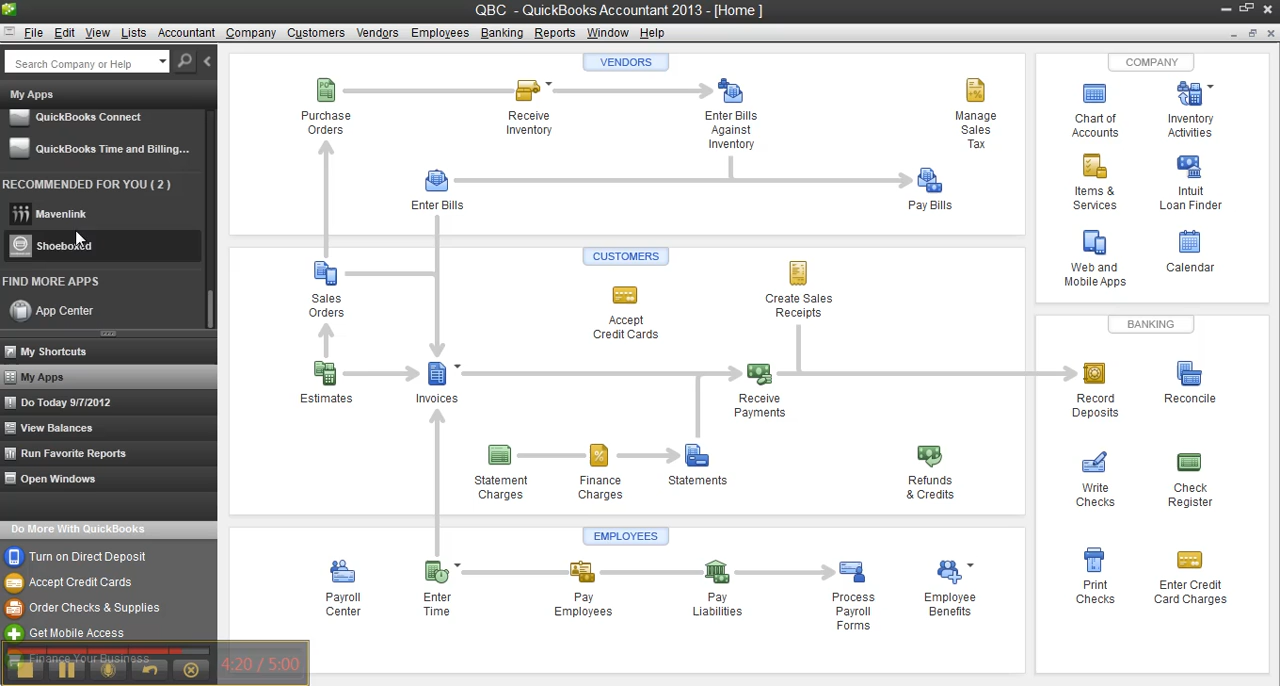 QBC - QuickBooks Accountant 2013 - [Home ]
File Edit View Lists Accountant Company Customers Vendors Employees Banking Reports Window Help
Search Company or Help
My Apps
QuickBooks Connect
QuickBooks Time and Billing...
RECOMMENDED FOR YOU ( 2 )
Mavenlink
Shoeboxed
FIND MORE APPS
App Center
My Shortcuts
My Apps
Do Today 9/7/2012
View Balances
Run Favorite Reports
Open Windows
Do More With QuickBooks
Turn on Direct Deposit
Accept Credit Cards
Order Checks & Supplies
Get Mobile Access
Finance Your Business
4:20 / 5:00
VENDORS
Purchase
Orders
Receive
Inventory
Enter Bills
Against
Inventory
Manage
Sales
Tax
Enter Bills
Pay Bills
CUSTOMERS
Sales
Orders
Accept
Credit Cards
Create Sales
Receipts
Estimates
Invoices
Receive
Payments
Statement
Charges
Finance
Charges
Statements
Refunds
& Credits
EMPLOYEES
Payroll
Center
Enter
Time
Pay
Employees
Pay
Liabilities
Process
Payroll
Forms
Employee
Benefits
COMPANY
Chart of
Accounts
Inventory
Activities
Items &
Services
Intuit
Loan Finder
Web and
Mobile Apps
Calendar
BANKING
Record
Deposits
Reconcile
Write
Checks
Check
Register
Print
Checks
Enter Credit
Card Charges